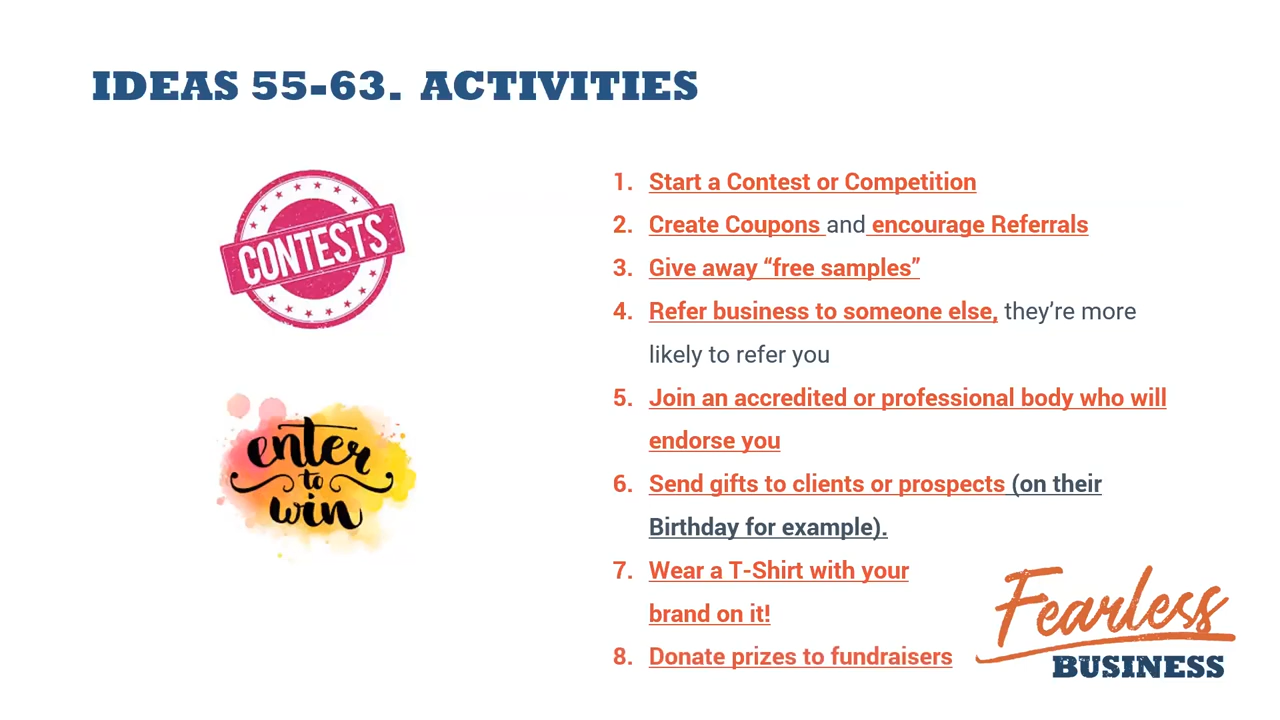 IDEAS 55-63. ACTIVITIES
CONTESTS
enter
to
win
1. Start a Contest or Competition
2. Create Coupons and encourage Referrals
3. Give away “free samples”
4. Refer business to someone else, they’re more
likely to refer you
5. Join an accredited or professional body who will
endorse you
6. Send gifts to clients or prospects (on their
Birthday for example).
7. Wear a T-Shirt with your
brand on it!
8. Donate prizes to fundraisers
Fearless
BUSINESS